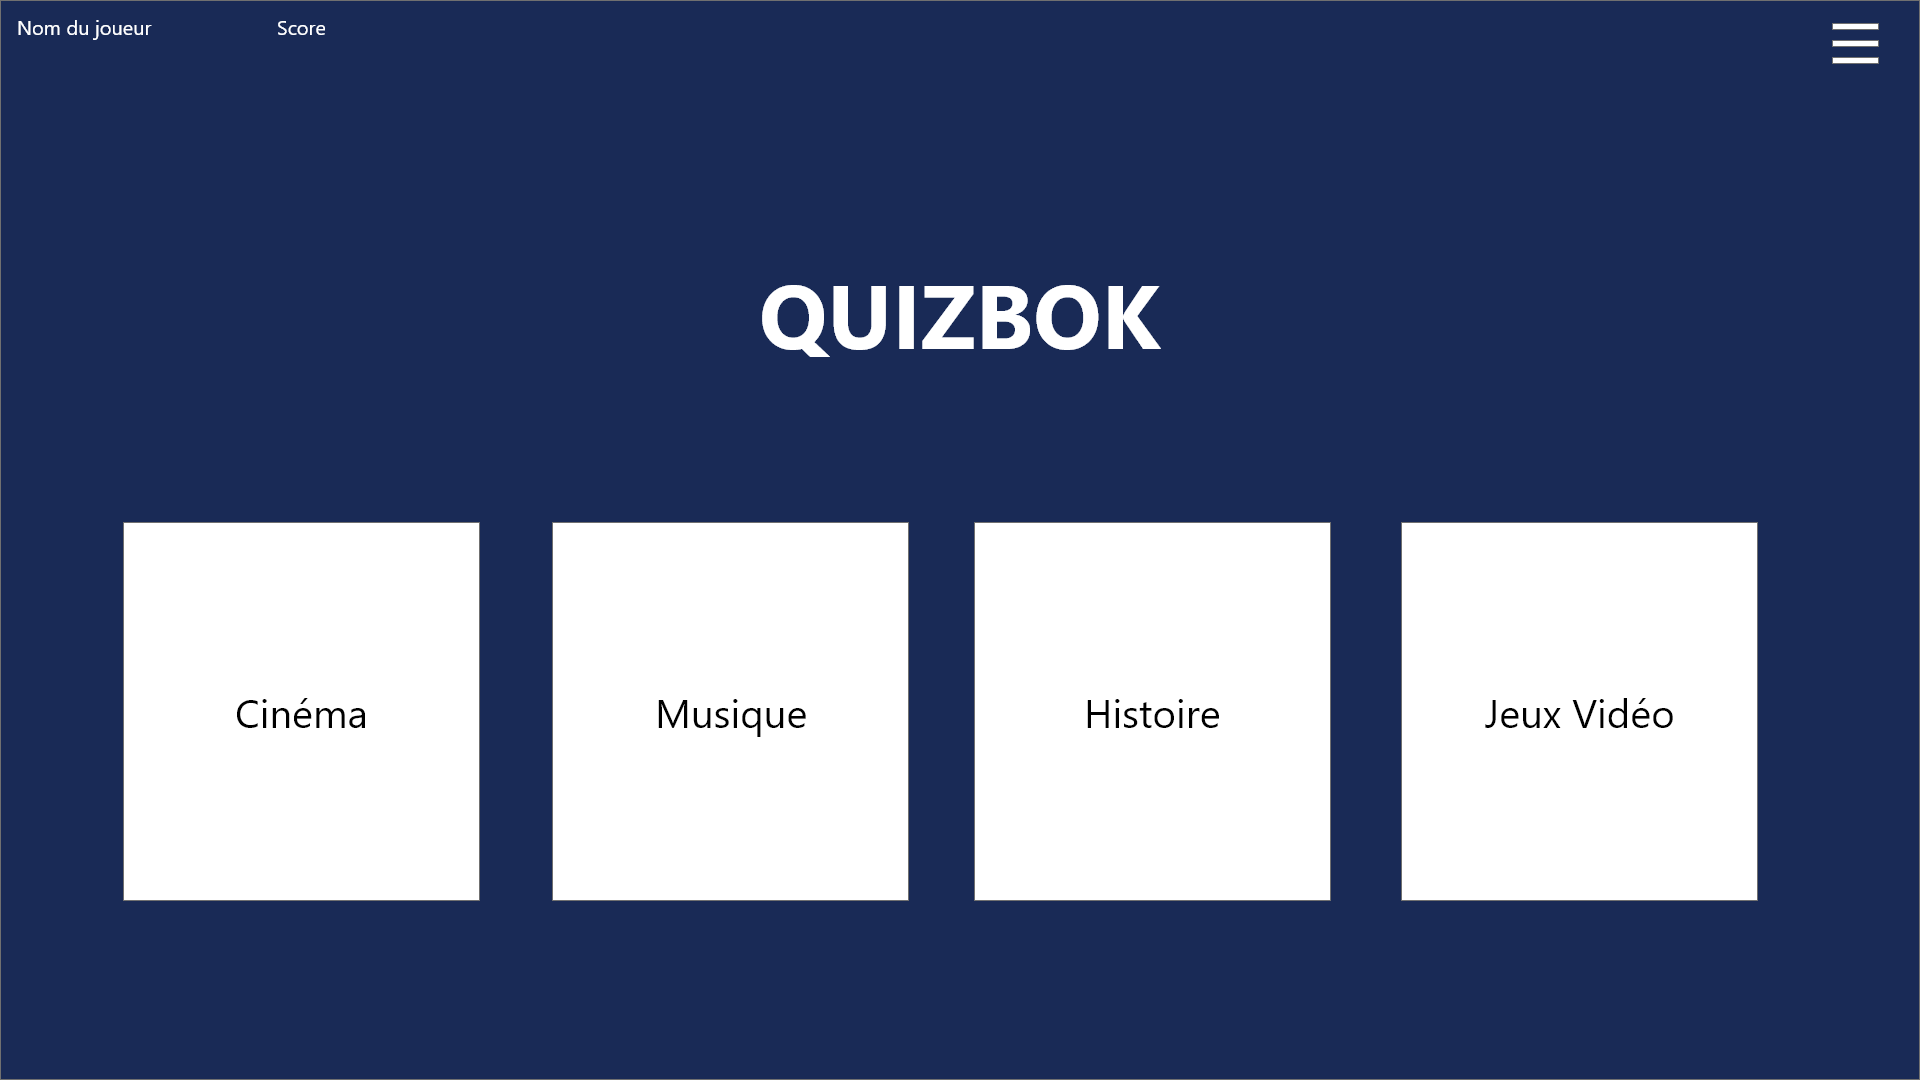 Nom du joueur
Score
QUIZBOK
Cinéma
Musique
Histoire
Jeux Vidéo